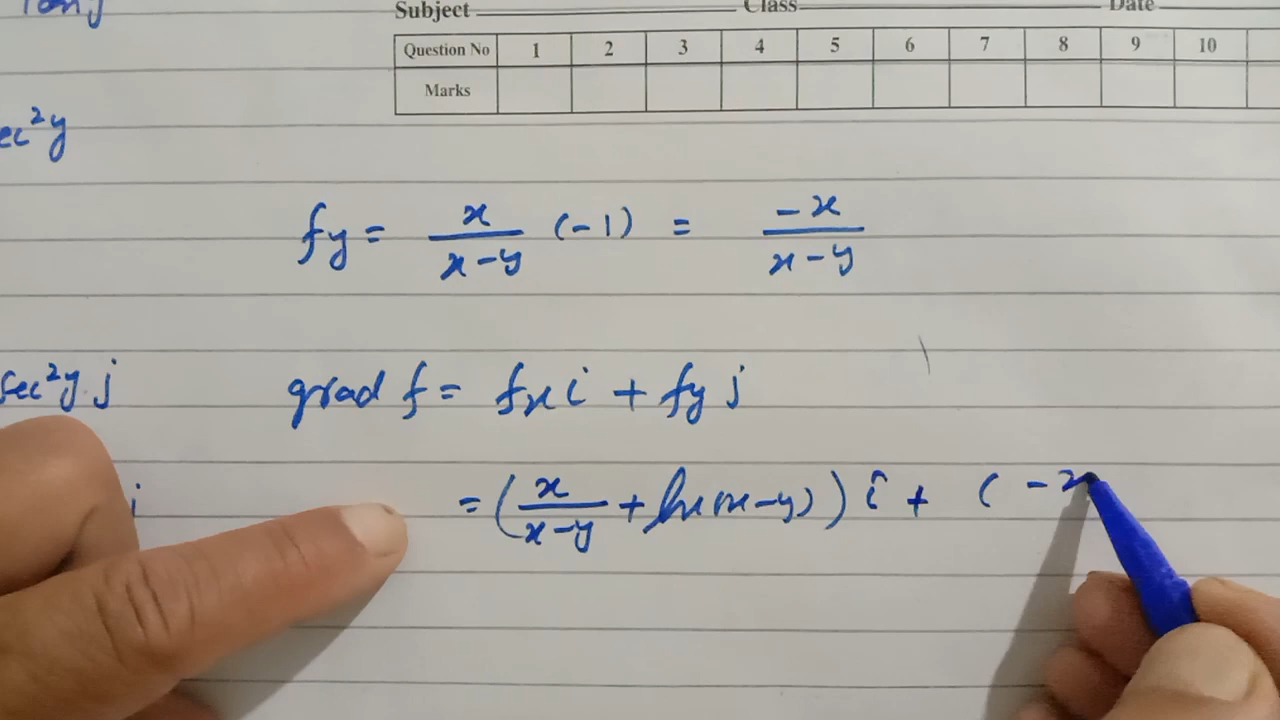 Subject Class Date
Question No 1 2 3 4 5 6 7 8 9 10
Marks
ec²y
fy = x/(x-y) (-1) = -x/(x-y)
sec²y j
grad f = fx i + fy j
j
= (x/(x-y) + ln(x-y)) î + ( -x